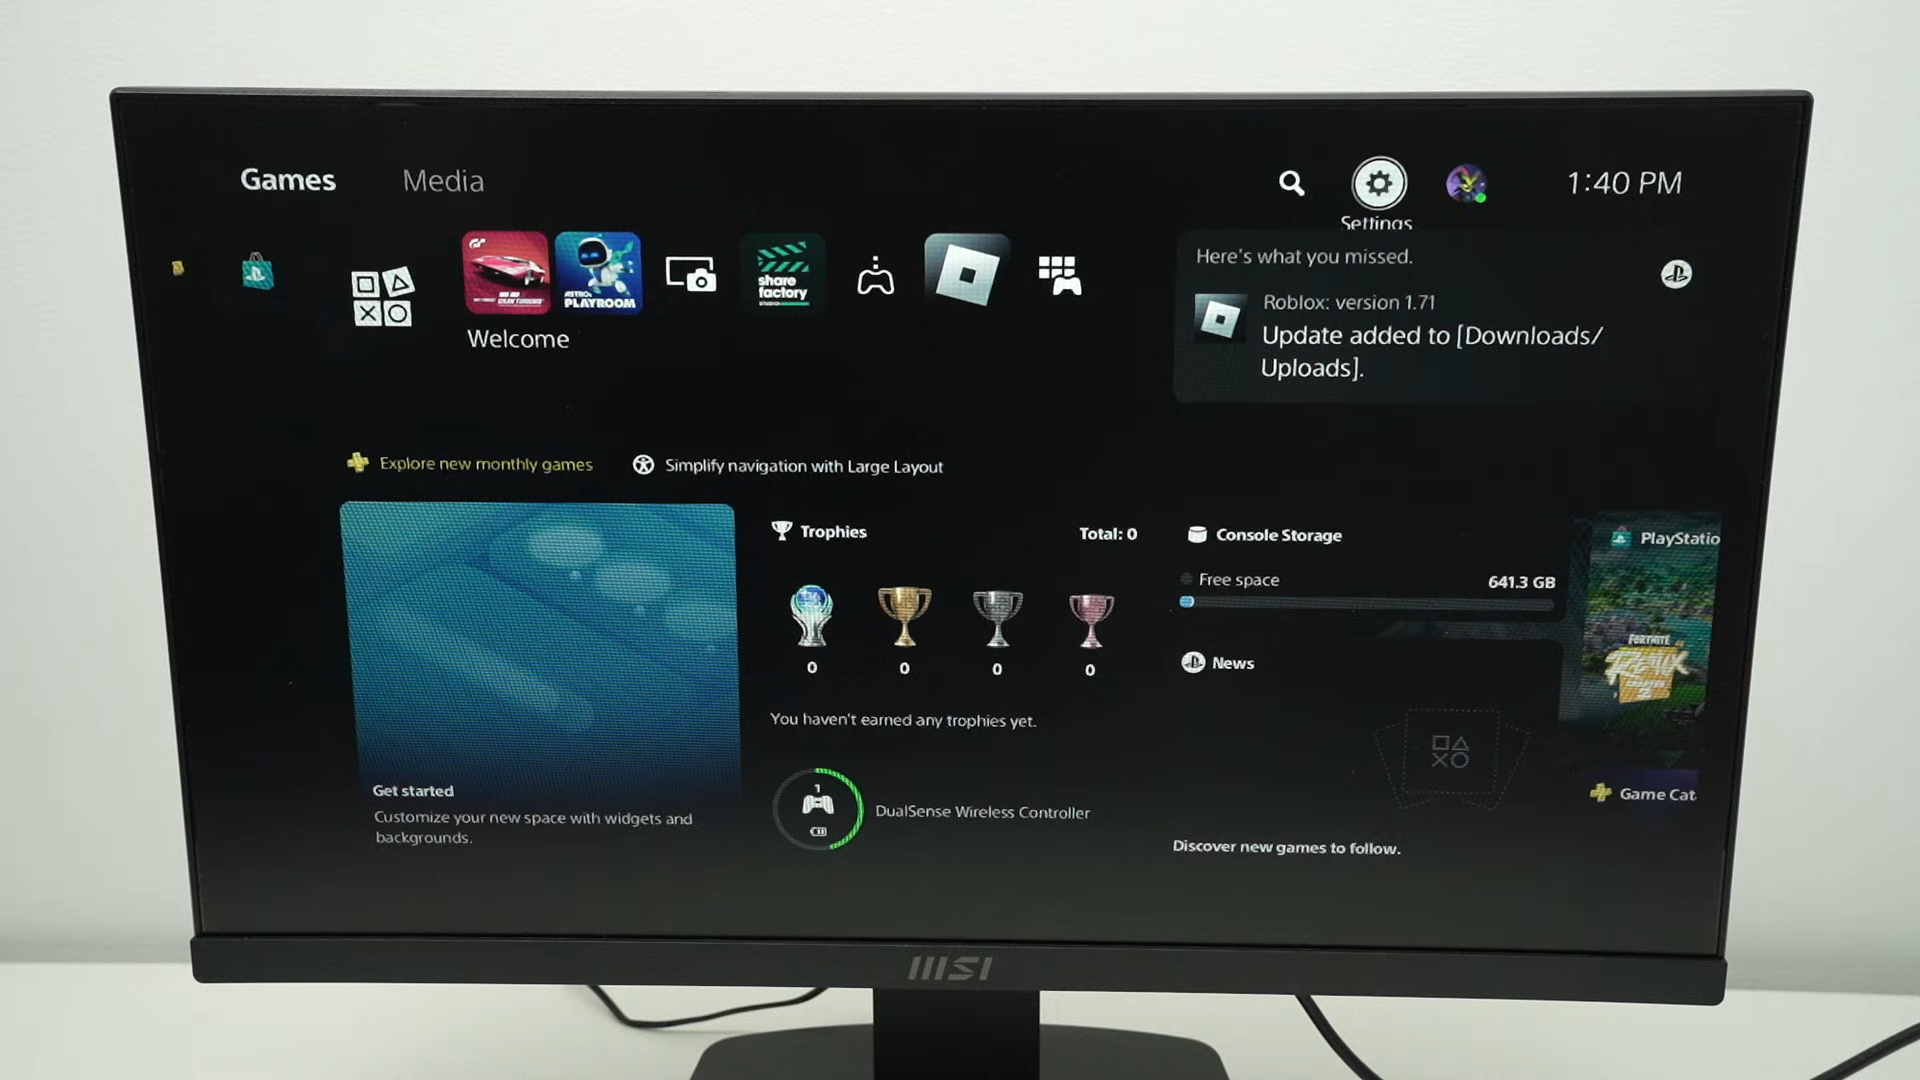 Games
Media
1:40 PM
Settings
Here's what you missed.
Roblox: version 1.71
Update added to [Downloads/
Uploads].
GT
ASTRO's
PLAYROOM
share
factory
Welcome
Explore new monthly games
Simplify navigation with Large Layout
Trophies
Total: 0
0
0
0
0
You haven't earned any trophies yet.
1
DualSense Wireless Controller
Get started
Customize your new space with widgets and
backgrounds.
Console Storage
Free space
641.3 GB
News
Discover new games to follow.
PlayStatio
FORTNITE
Game Cat
msi